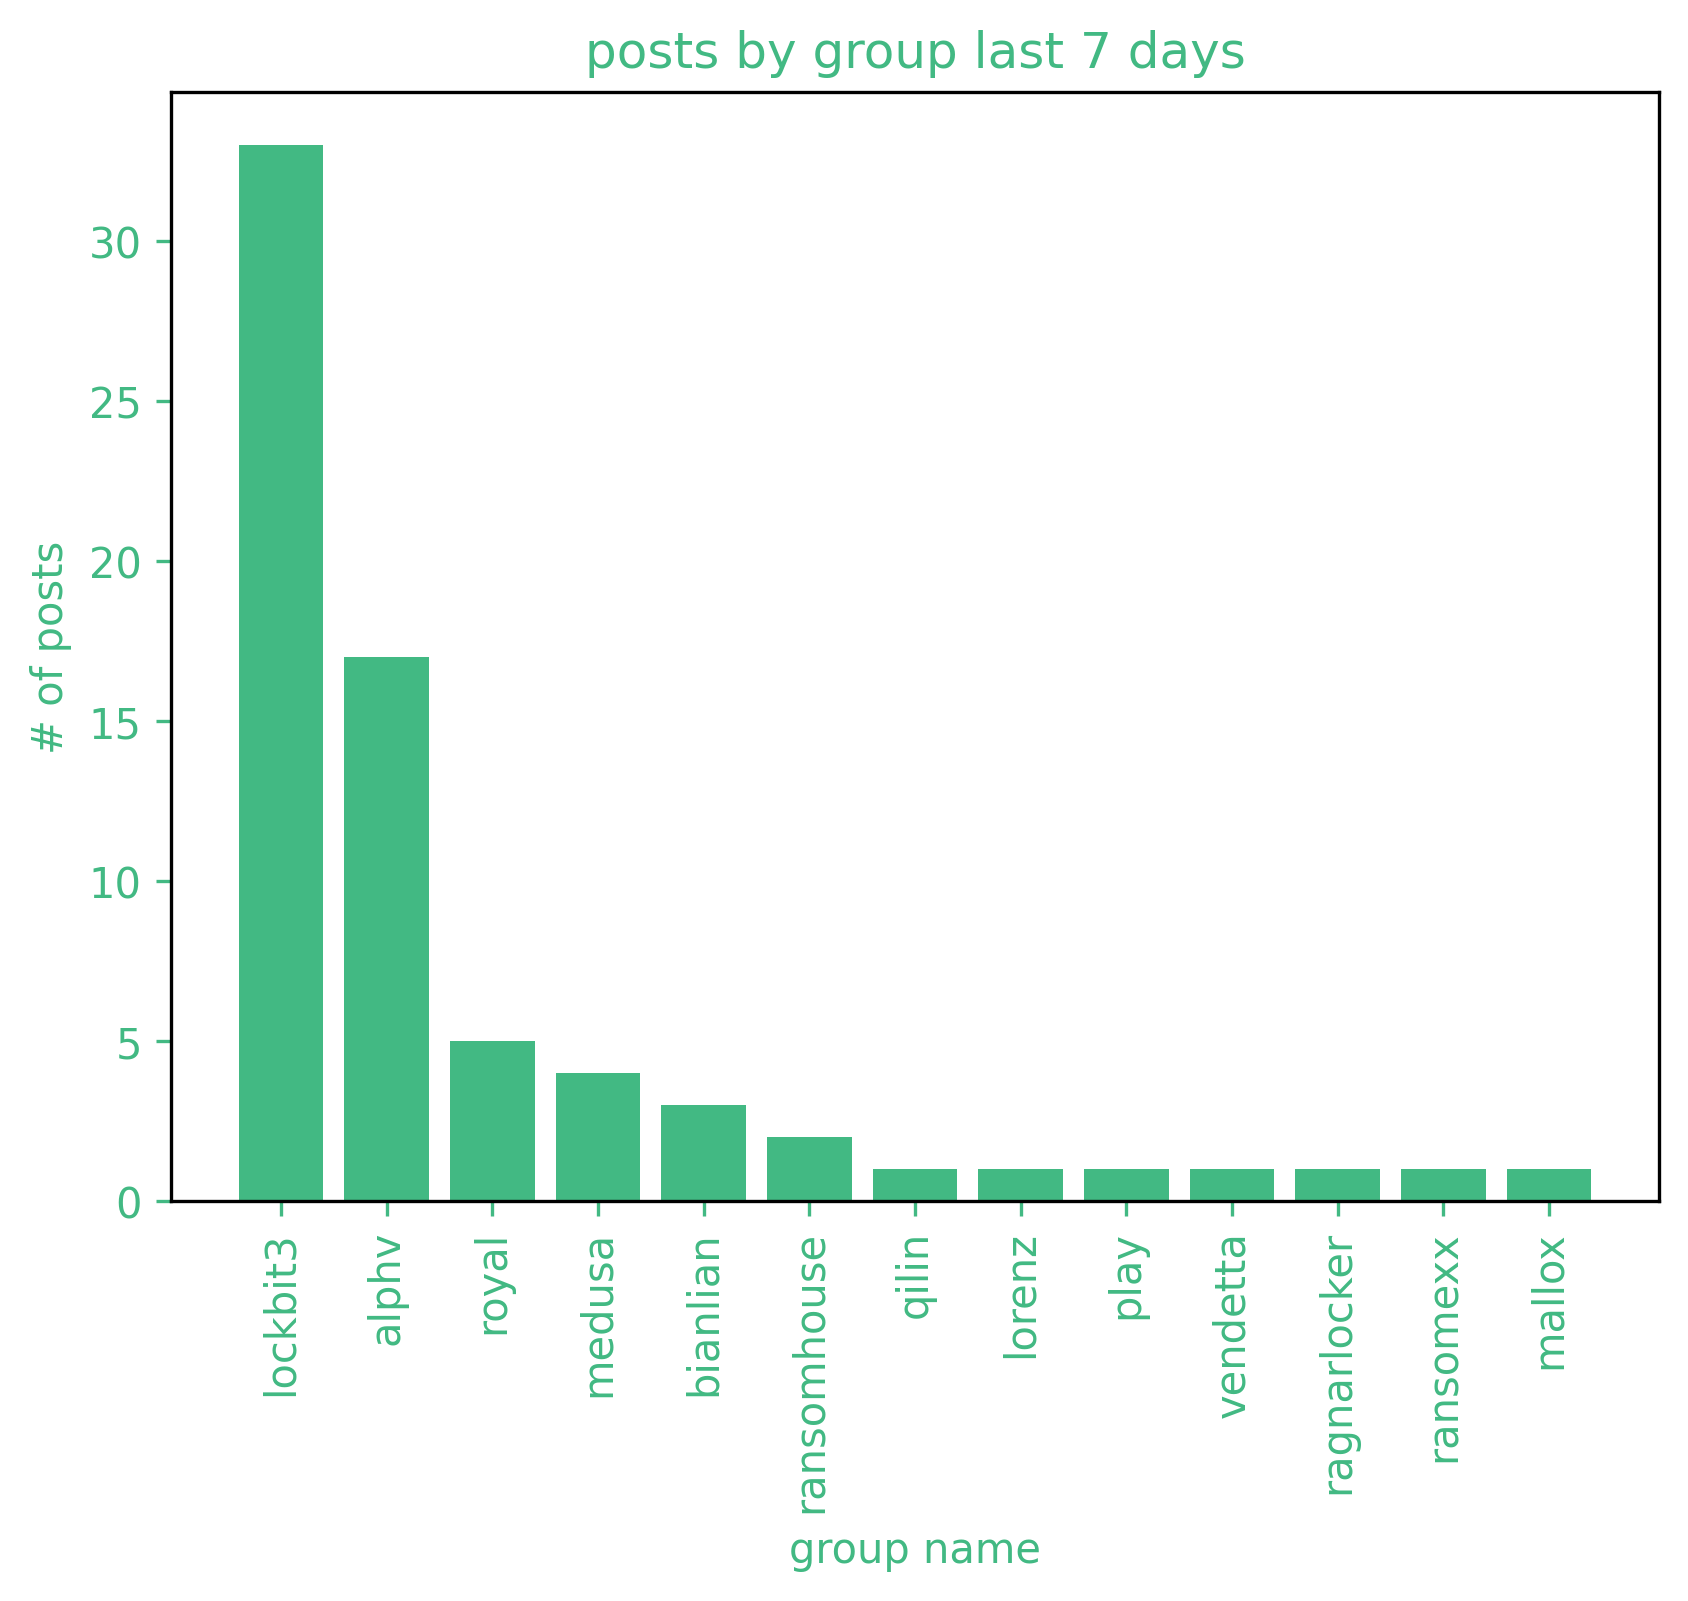 posts by group last 7 days
# of posts
30
25
20
15
10
5
0
lockbit3
alphv
royal
medusa
bianlian
ransomhouse
qilin
lorenz
play
vendetta
ragnarlocker
ransomexx
mallox
group name